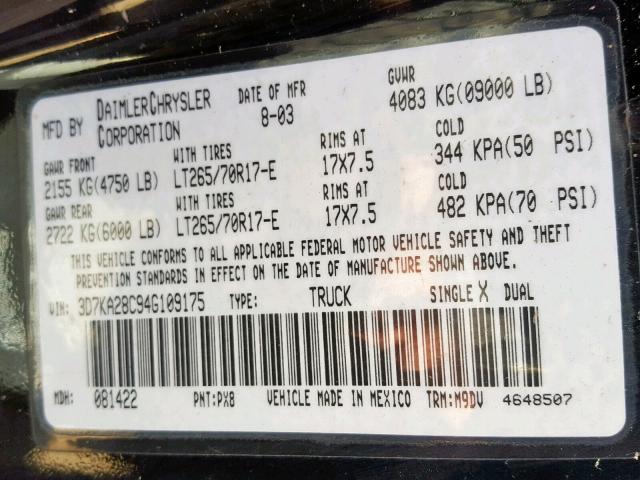 MFD BY DAIMLERCHRYSLER CORPORATION DATE OF MFR 8-03 GVWR 4083 KG(09000 LB)
GAWR FRONT WITH TIRES RIMS AT COLD
2155 KG(4750 LB) LT265/70R17-E 17X7.5 344 KPA(50 PSI)
GAWR REAR WITH TIRES RIMS AT COLD
2722 KG(6000 LB) LT265/70R17-E 17X7.5 482 KPA(70 PSI)
THIS VEHICLE CONFORMS TO ALL APPLICABLE FEDERAL MOTOR VEHICLE SAFETY AND THEFT
PREVENTION STANDARDS IN EFFECT ON THE DATE OF MANUFACTURE SHOWN ABOVE.
VIN: 3D7KA28C94G109175 TYPE: TRUCK SINGLE X DUAL
MDH: 081422 PNT:PX8 VEHICLE MADE IN MEXICO TRM:M9DV 4648507